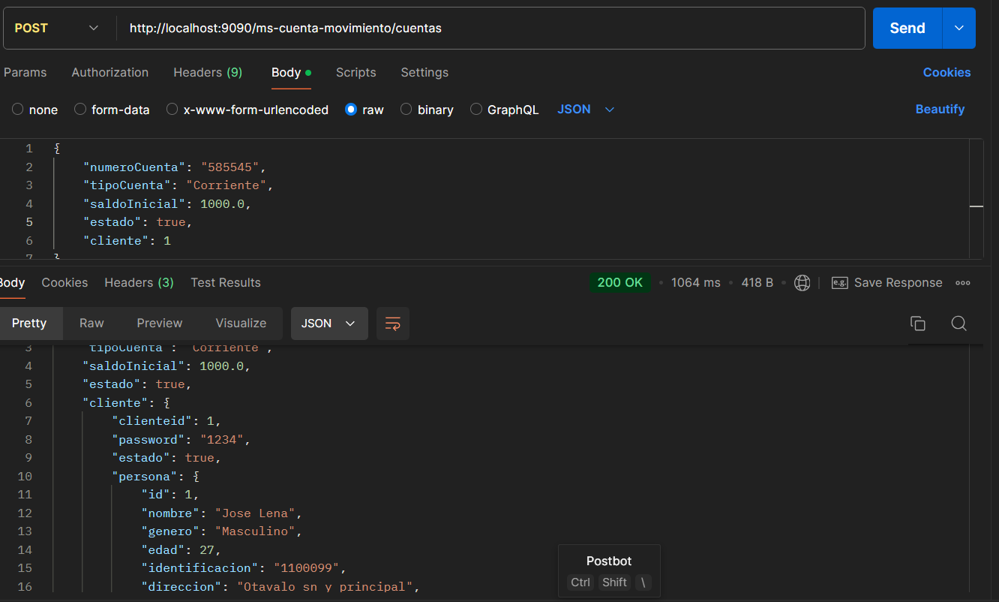 POST http://localhost:9090/ms-cuenta-movimiento/cuentas Send
Params Authorization Headers (9) Body Scripts Settings Cookies
none form-data x-www-form-urlencoded raw binary GraphQL JSON Beautify
1 {
2 "numeroCuenta": "585545",
3 "tipoCuenta": "Corriente",
4 "saldoInicial": 1000.0,
5 "estado": true,
6 "cliente": 1
7 }
Body Cookies Headers (3) Test Results 200 OK • 1064 ms • 418 B • e.g. Save Response
Pretty Raw Preview Visualize JSON
3 "tipoCuenta": "Corriente",
4 "saldoInicial": 1000.0,
5 "estado": true,
6 "cliente": {
7 "clienteid": 1,
8 "password": "1234",
9 "estado": true,
10 "persona": {
11 "id": 1,
12 "nombre": "Jose Lena",
13 "genero": "Masculino",
14 "edad": 27,
15 "identificacion": "1100099",
16 "direccion": "Otavalo sn y principal",
Postbot
Ctrl Shift \